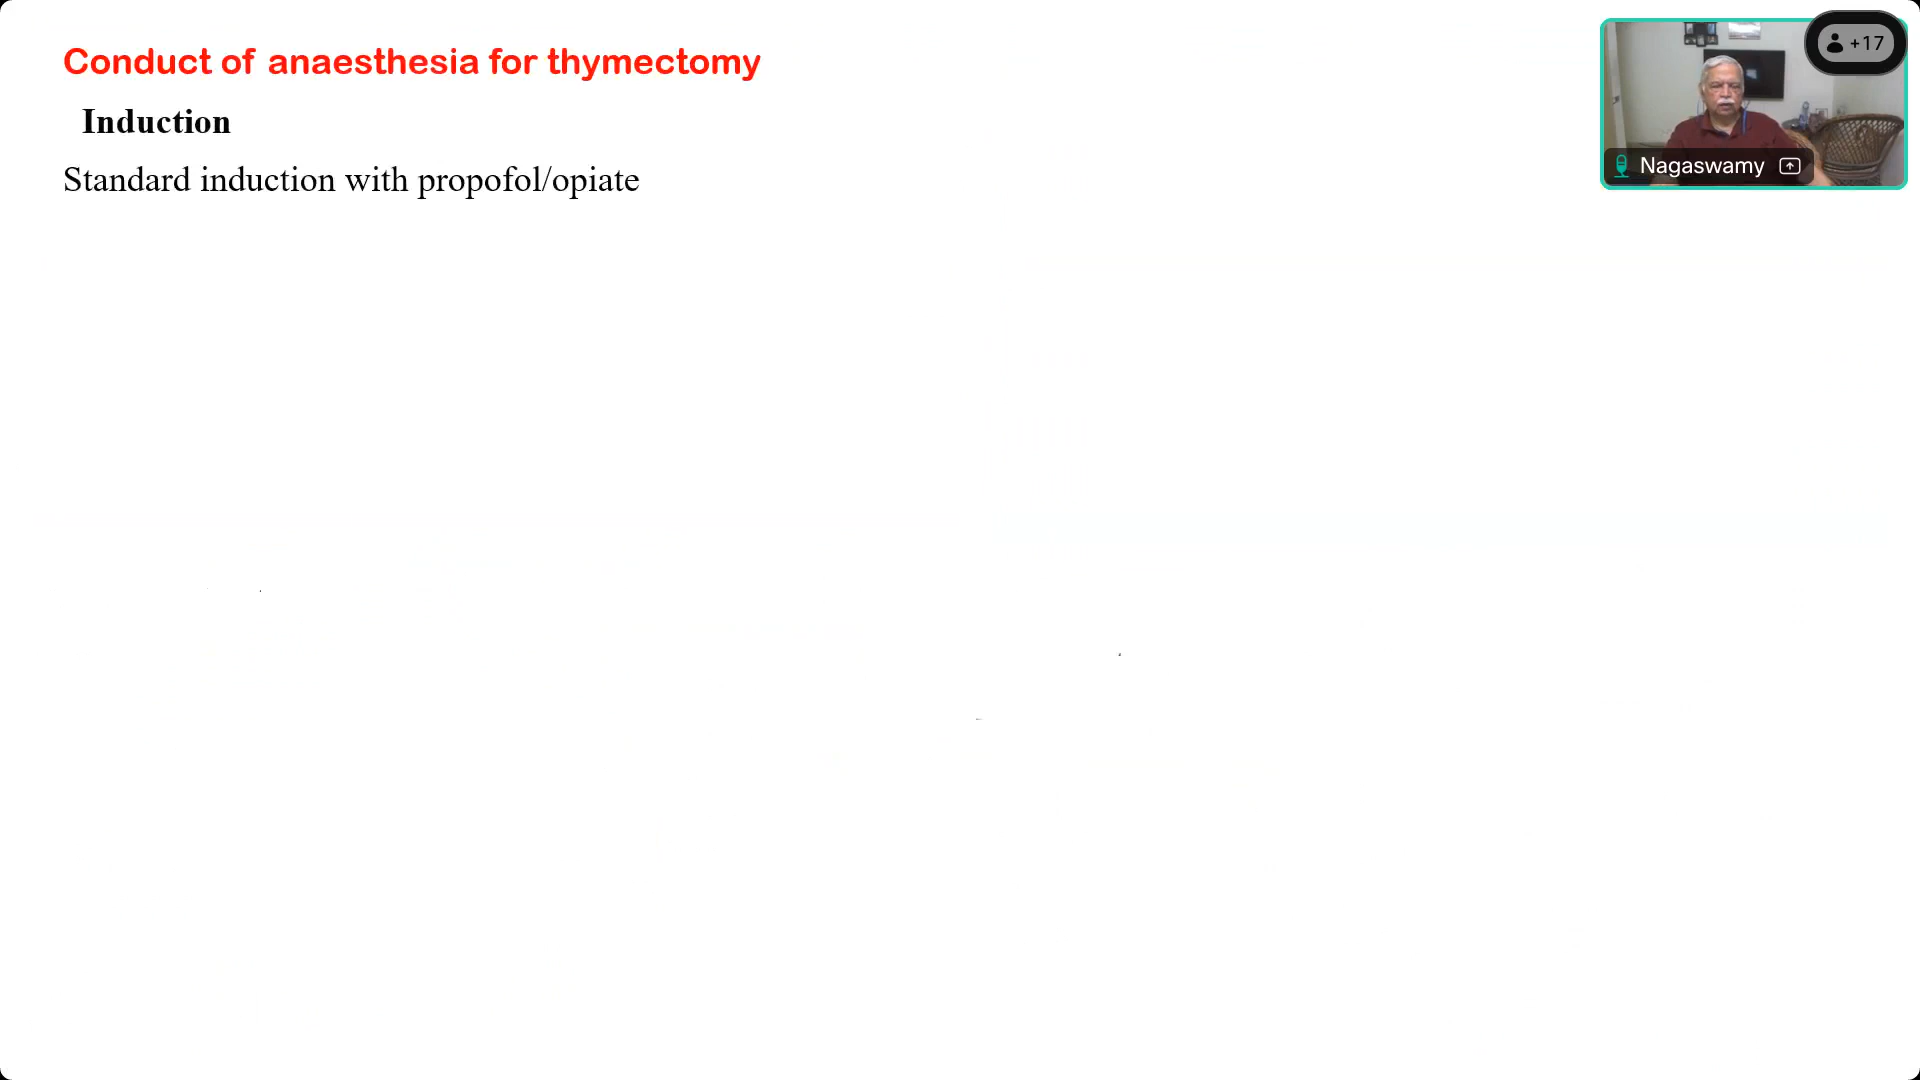 Conduct of anaesthesia for thymectomy
Induction
Standard induction with propofol/opiate
+17
Nagaswamy